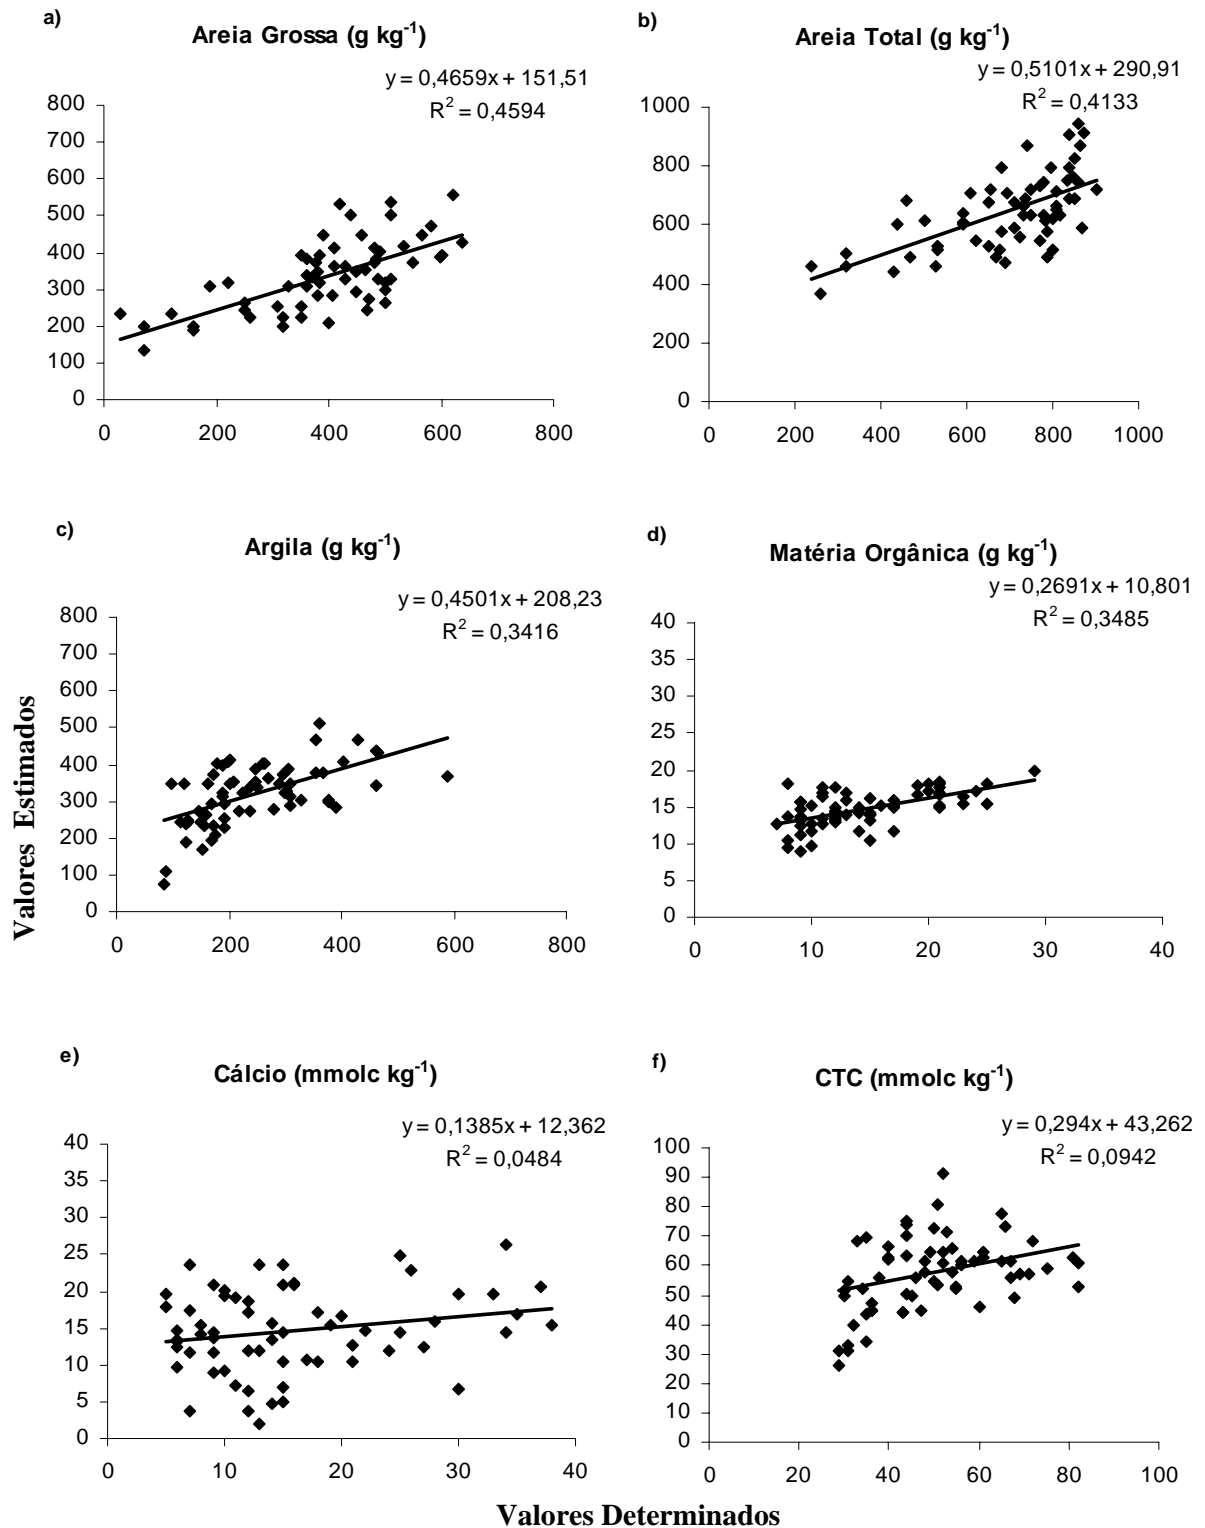 a)
Areia Grossa (g kg-1)
y = 0,4659x + 151,51
R2 = 0,4594
800
700
600
500
400
300
200
100
0
0 200 400 600 800
b)
Areia Total (g kg-1)
y = 0,5101x + 290,91
R2 = 0,4133
1000
800
600
400
200
0
0 200 400 600 800 1000
c)
Argila (g kg-1)
y = 0,4501x + 208,23
R2 = 0,3416
800
700
600
500
400
300
200
100
0
0 200 400 600 800
d)
Matéria Orgânica (g kg-1)
y = 0,2691x + 10,801
R2 = 0,3485
40
35
30
25
20
15
10
5
0
0 10 20 30 40
Valores Estimados
e)
Cálcio (mmolc kg-1)
y = 0,1385x + 12,362
R2 = 0,0484
40
35
30
25
20
15
10
5
0
0 10 20 30 40
f)
CTC (mmolc kg-1)
y = 0,294x + 43,262
R2 = 0,0942
100
90
80
70
60
50
40
30
20
10
0
0 20 40 60 80 100
Valores Determinados